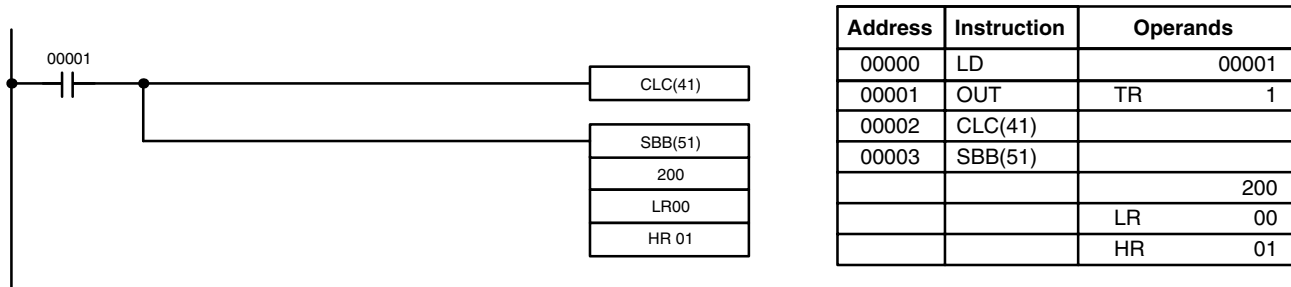 00001
CLC(41)
SBB(51)
200
LR00
HR 01
Address Instruction Operands
00000 LD 00001
00001 OUT TR 1
00002 CLC(41)
00003 SBB(51)
200
LR 00
HR 01